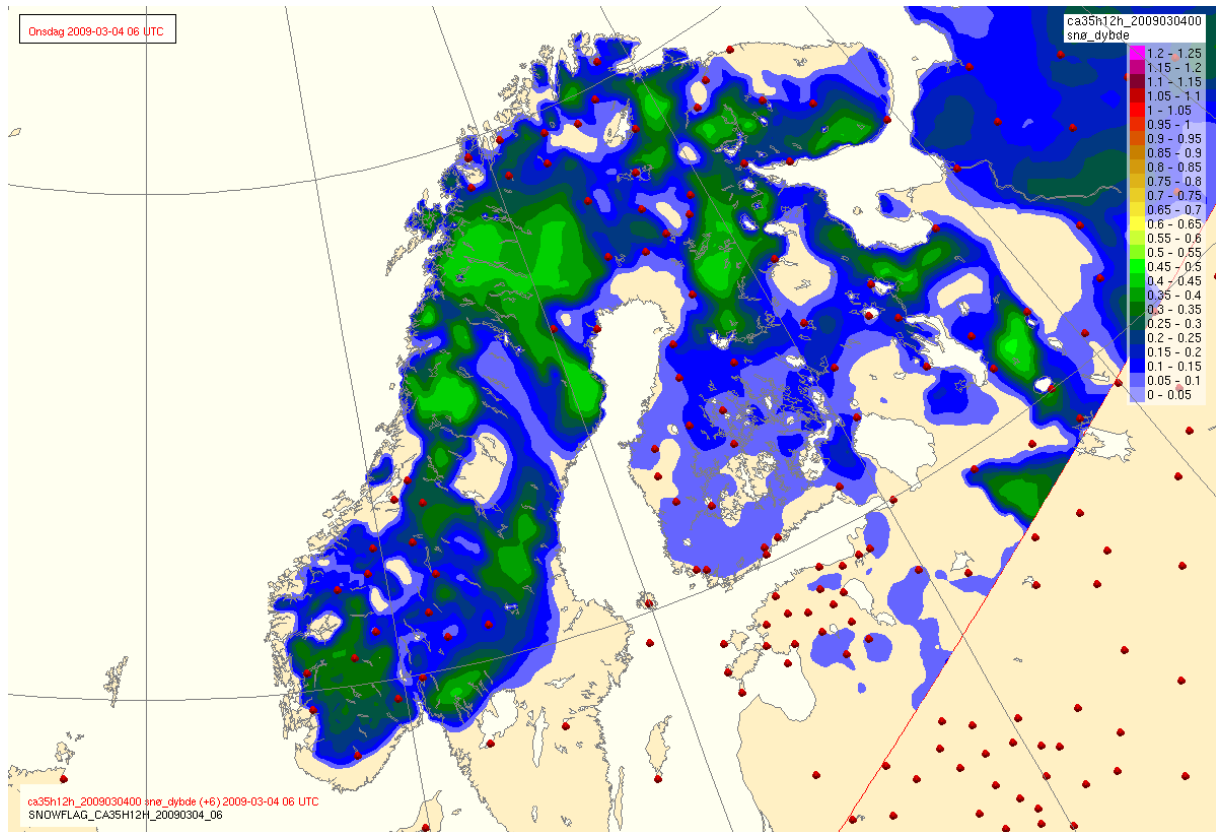 Onsdag 2009-03-04 06 UTC
ca35h12h_2009030400
snø_dybde
1.2 - 1.25
1.15 - 1.2
1.1 - 1.15
1.05 - 1.1
1 - 1.05
0.95 - 1
0.9 - 0.95
0.85 - 0.9
0.8 - 0.85
0.75 - 0.8
0.7 - 0.75
0.65 - 0.7
0.6 - 0.65
0.55 - 0.6
0.5 - 0.55
0.45 - 0.5
0.4 - 0.45
0.35 - 0.4
0.3 - 0.35
0.25 - 0.3
0.2 - 0.25
0.15 - 0.2
0.1 - 0.15
0.05 - 0.1
0 - 0.05
ca35h12h_2009030400 snø_dybde (+6) 2009-03-04 06 UTC
SNOWFLAG_CA35H12H_20090304_06